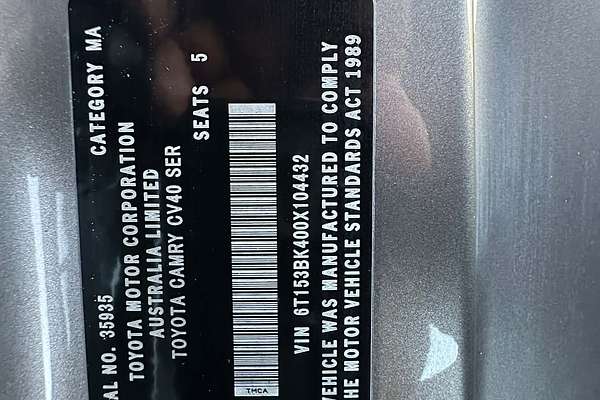 AL NO. 35935 CATEGORY MA
TOYOTA MOTOR CORPORATION
AUSTRALIA LIMITED
TOYOTA CAMRY CV40 SER SEATS 5
THCA
VIN 6T153BK400X104432
VEHICLE WAS MANUFACTURED TO COMPLY
HE MOTOR VEHICLE STANDARDS ACT 1989